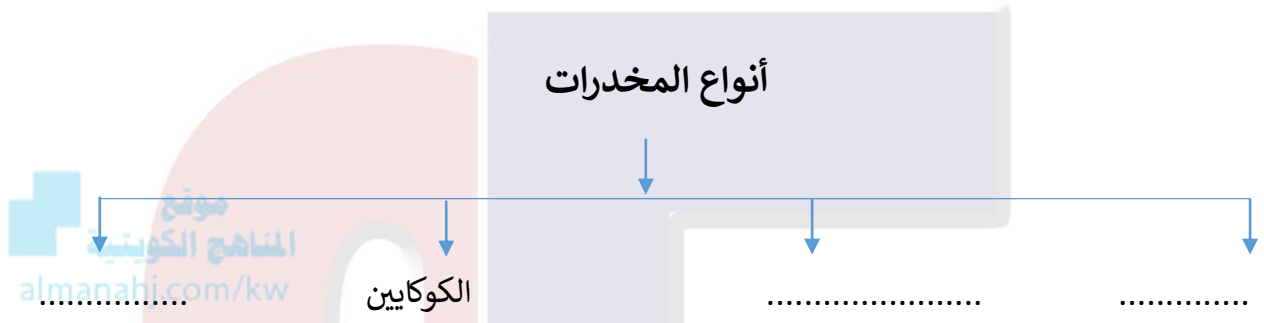 أنواع المخدرات
موقع
المناهج الكويتية
almanahj.com/kw
.............. ....................... الكوكايين ................